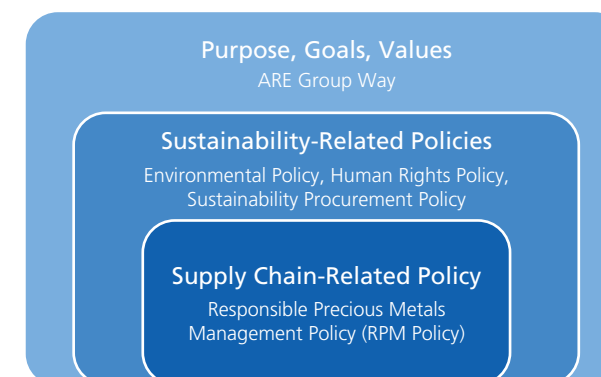 Purpose, Goals, Values
ARE Group Way
Sustainability-Related Policies
Environmental Policy, Human Rights Policy,
Sustainability Procurement Policy
Supply Chain-Related Policy
Responsible Precious Metals
Management Policy (RPM Policy)